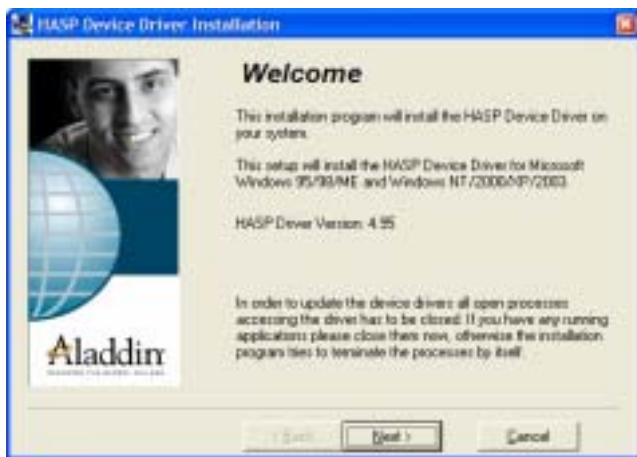 HASP Device Driver Installation
Welcome
This installation program will install the HASP Device Driver on
your system.
This setup will install the HASP Device Driver for Microsoft
Windows 95/98/ME and Windows NT/2000/XP/2003.
HASP Driver Version: 4.95
In order to update the device drivers all open processes
accessing the driver has to be closed. If you have any running
applications please close them now, otherwise the installation
program tries to terminate the processes by itself.
Aladdin
< Back
Next >
Cancel